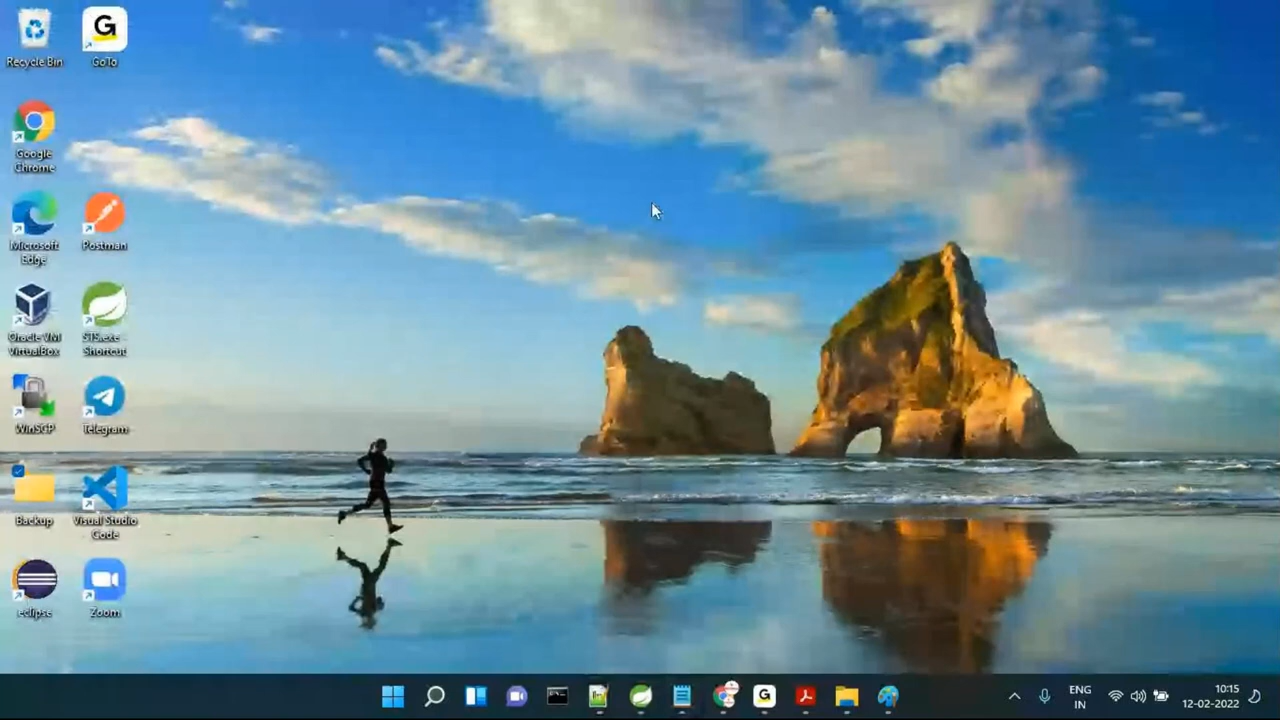 Recycle Bin
G
GoTo
Google
Chrome
Microsoft
Edge
Postman
Oracle VM
VirtualBox
STS.exe -
Shortcut
WinSCP
Telegram
Backup
Visual Studio
Code
eclipse
Zoom
G
ENG
IN
10:15
12-02-2022